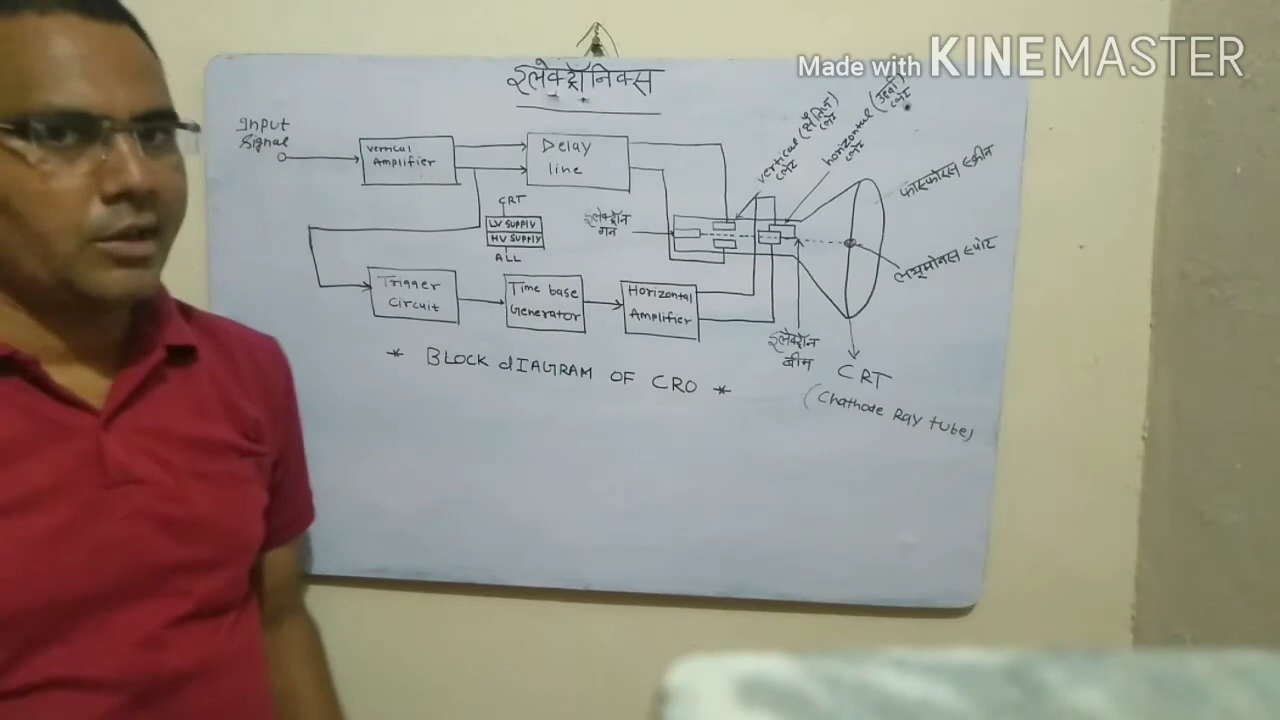 Made with KINEMASTER
इलेक्ट्रॉनिक्स
Input
Signal
Vertical
Amplifier
Delay
line
vertical (क्षैतिज)
प्लेट
horizontal (उर्ध्वा)
प्लेट
फास्फोरस स्क्रीन
CRT
LV SUPPLY
HV SUPPLY
ALL
इलेक्ट्रॉन
गन
ल्यूमीनस स्पोट
Trigger
Circuit
Time base
Generator
Horizontal
Amplifier
इलैक्ट्रॉन
बीम
CRT
(Chathode Ray tube)
* BLOCK dIAGRAM OF CRO *